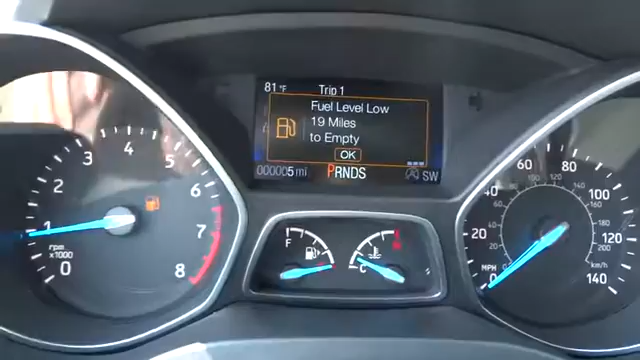 81 °F Trip 1
Fuel Level Low
19 Miles
to Empty
OK
000005 mi PRNDS SW
0 1 2 3 4 5 6 7 8
rpm
x1000
F
C
MPH 0 20 40 60 80 100 120 140
km/h